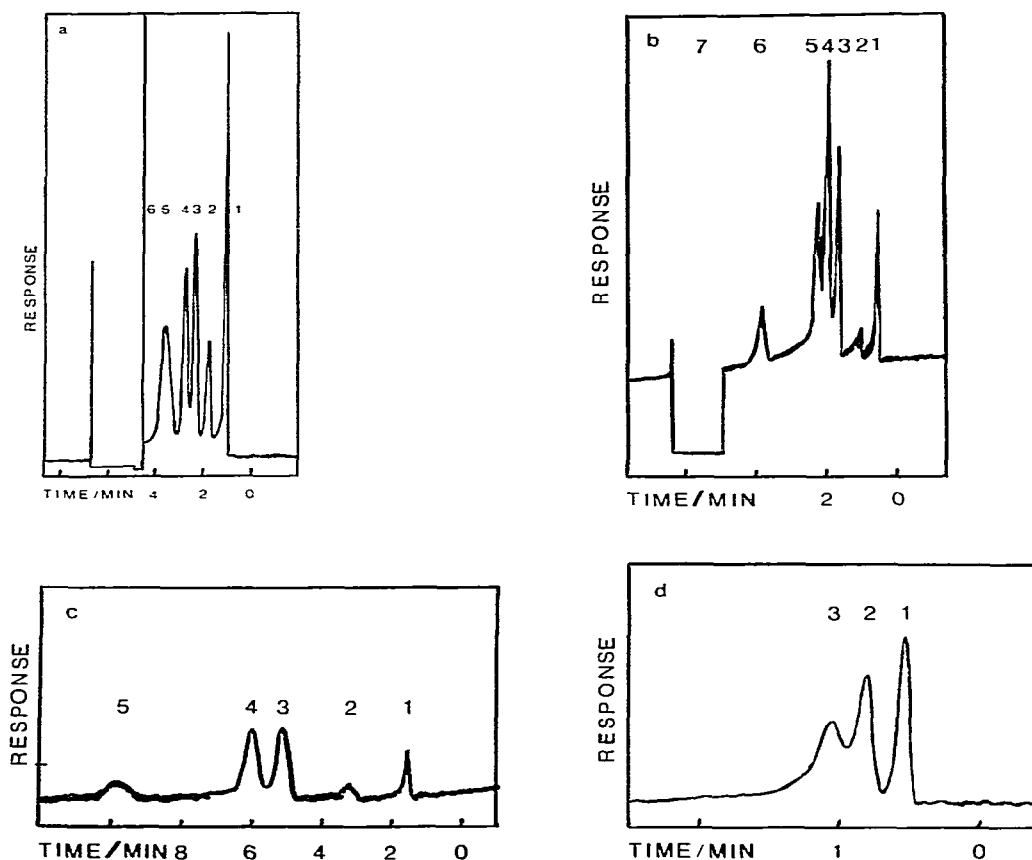 a
6 5 4 3 2 1
RESPONSE
TIME/MIN 4 2 0
b
7 6 5 4 3 2 1
RESPONSE
TIME/MIN 2 0
c
5 4 3 2 1
RESPONSE
TIME/MIN 8 6 4 2 0
d
3 2 1
RESPONSE
TIME/MIN 1 0